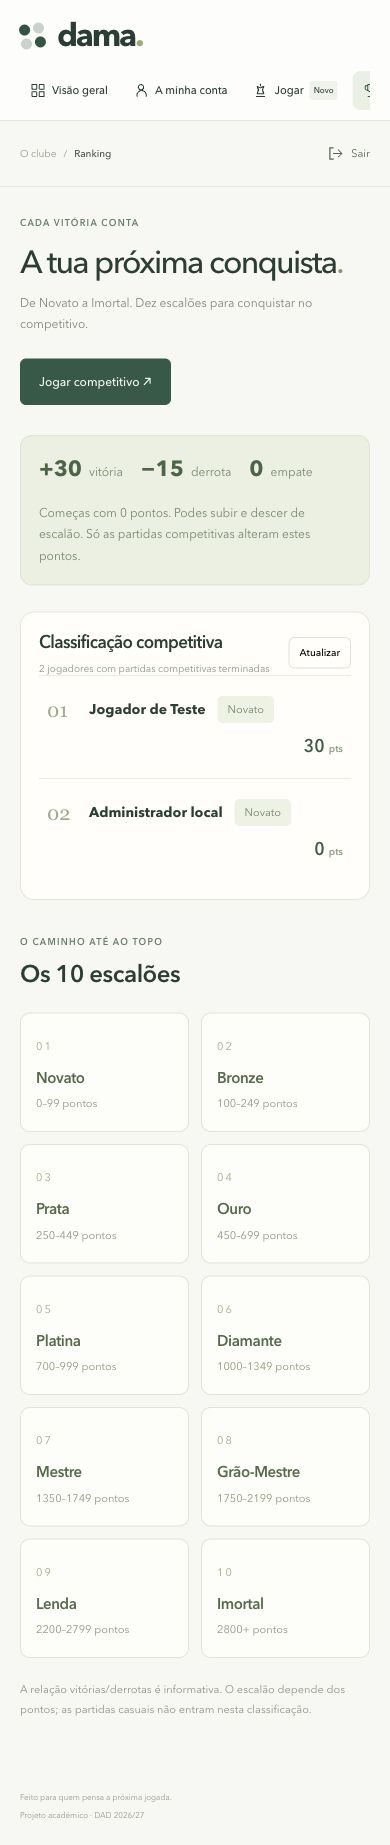 dama.
Visão geral A minha conta Jogar Novo
O clube / Ranking Sair
CADA VITÓRIA CONTA
A tua próxima conquista.
De Novato a Imortal. Dez escalões para conquistar no
competitivo.
Jogar competitivo ↗
+30 vitória −15 derrota 0 empate
Começas com 0 pontos. Podes subir e descer de
escalão. Só as partidas competitivas alteram estes
pontos.
Classificação competitiva
Atualizar
2 jogadores com partidas competitivas terminadas
01 Jogador de Teste Novato
30 pts
02 Administrador local Novato
0 pts
O CAMINHO ATÉ AO TOPO
Os 10 escalões
01
Novato
0–99 pontos
02
Bronze
100–249 pontos
03
Prata
250–449 pontos
04
Ouro
450–699 pontos
05
Platina
700–999 pontos
06
Diamante
1000–1349 pontos
07
Mestre
1350–1749 pontos
08
Grão-Mestre
1750–2199 pontos
09
Lenda
2200–2799 pontos
10
Imortal
2800+ pontos
A relação vitórias/derrotas é informativa. O escalão depende dos
pontos; as partidas casuais não entram nesta classificação.
Feito para quem pensa a próxima jogada.
Projeto académico · DAD 2026/27